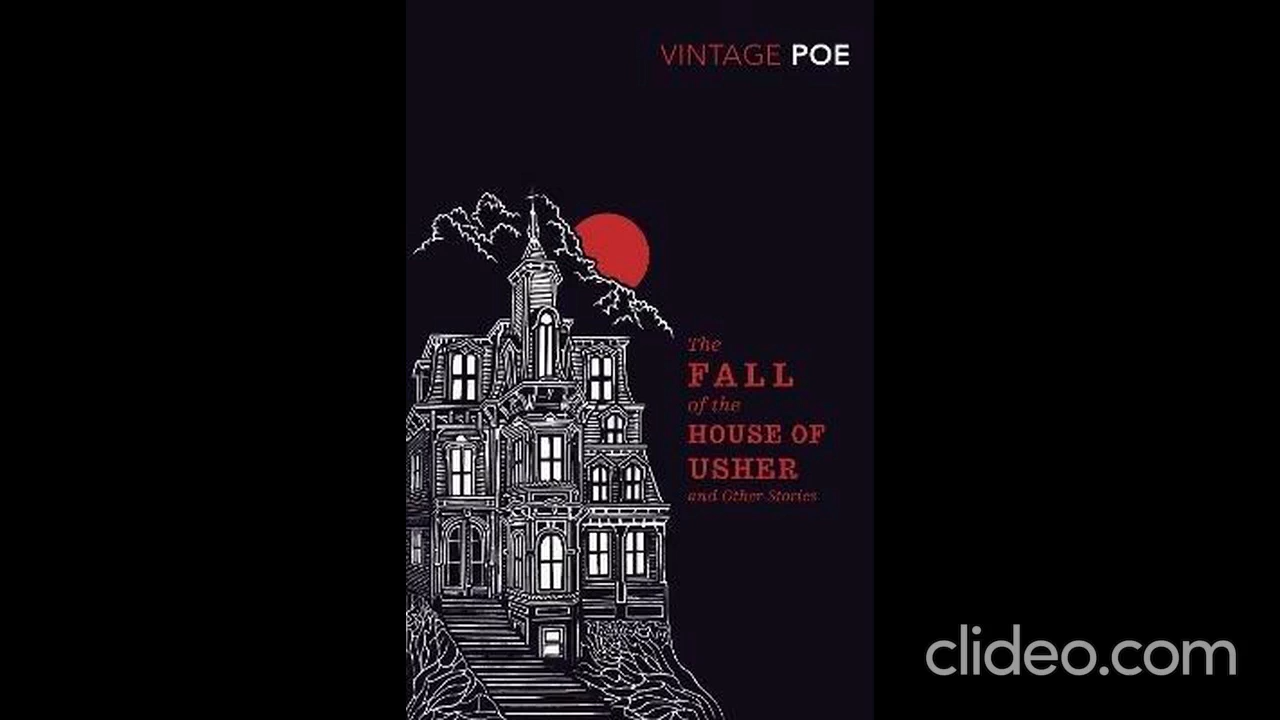 VINTAGE POE
The
FALL
of the
HOUSE OF
USHER
and Other Stories
clideo.com